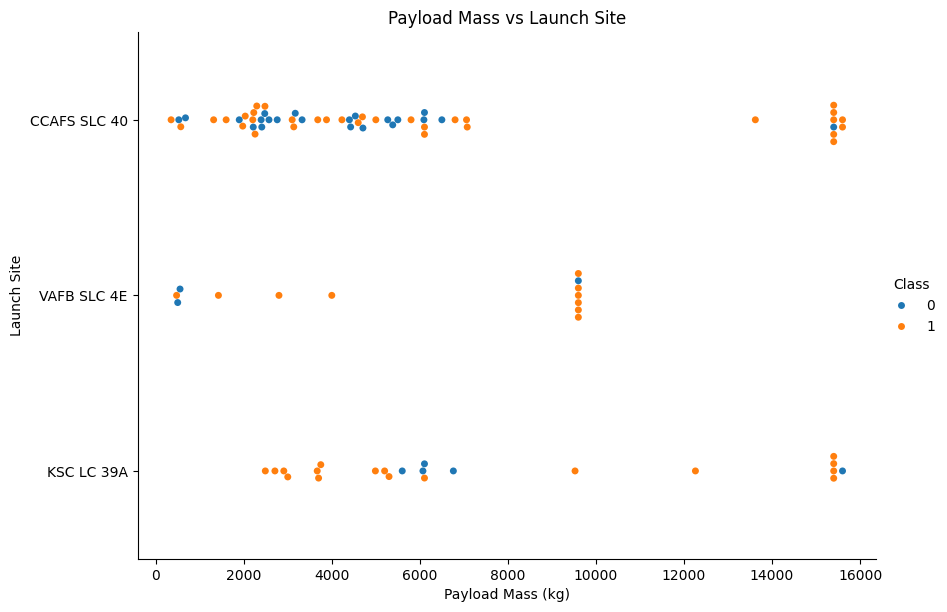 Payload Mass vs Launch Site
Launch Site
CCAFS SLC 40
VAFB SLC 4E
KSC LC 39A
0 2000 4000 6000 8000 10000 12000 14000 16000
Payload Mass (kg)
Class
0
1